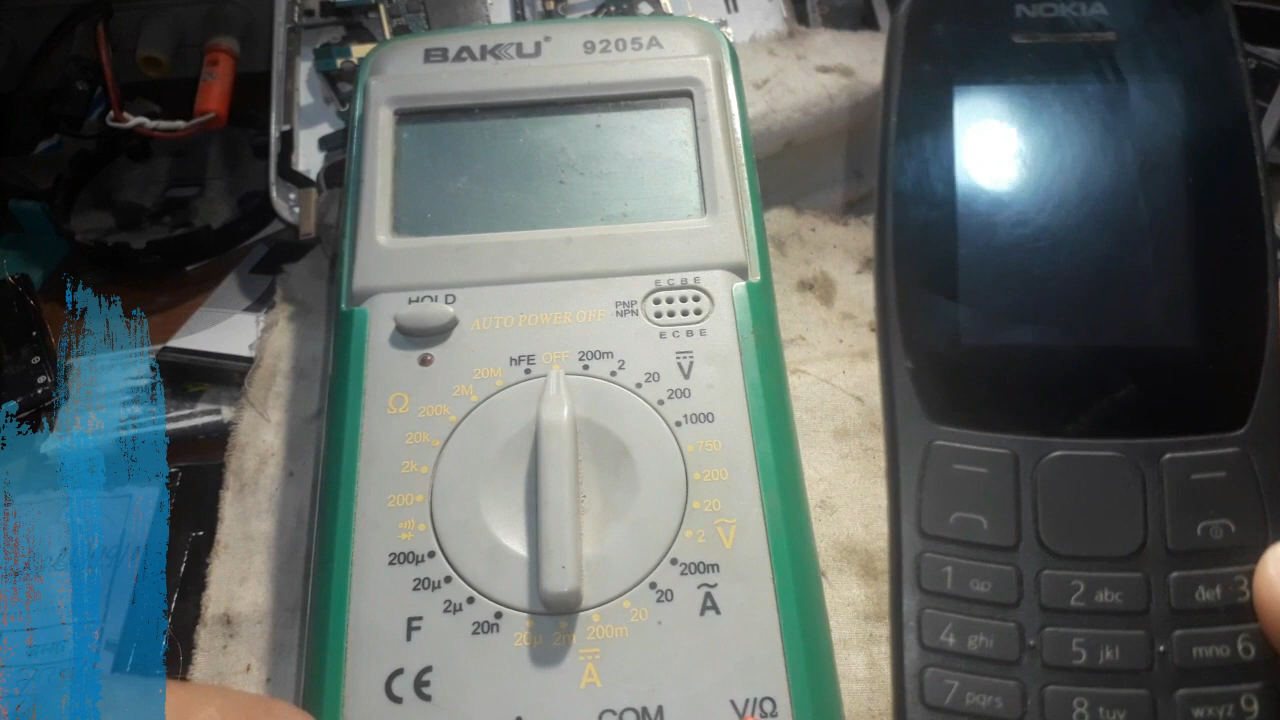 BAKKU 9205A
NOKIA
HOLD
AUTO POWER OFF
E C B E
PNP
NPN
E C B E
hFE OFF 200m 2 20 200 1000 750 200 20 2 200m 20
20 200m 2m 20µ 20n 2µ 20µ 200µ
200 2k 20k 200k 2M 20M
V
Ω
V
A
F
A
CE
COM
V/Ω
1
2 abc
def 3
4 ghi
5 jkl
mno 6
7 pqrs
8 tuv
wxyz 9